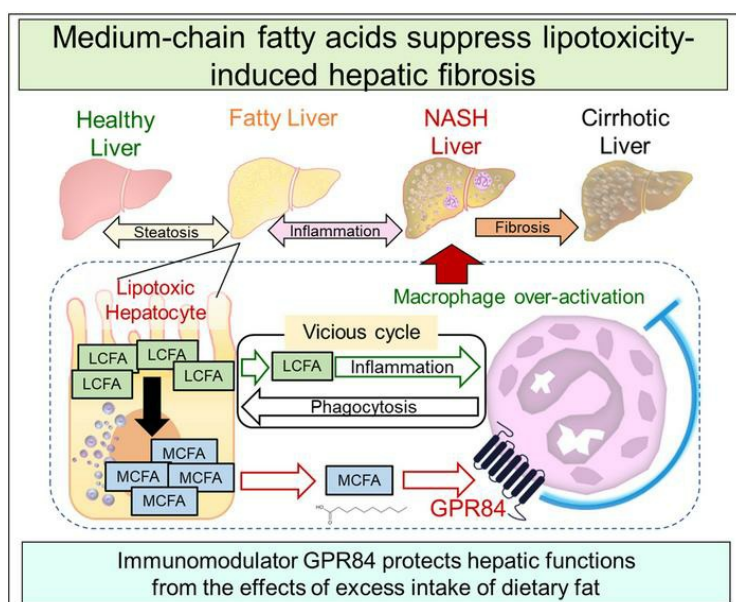 Medium-chain fatty acids suppress lipotoxicity-
induced hepatic fibrosis
Healthy
Liver
Fatty Liver
NASH
Liver
Cirrhotic
Liver
Steatosis
Inflammation
Fibrosis
Lipotoxic
Hepatocyte
Macrophage over-activation
Vicious cycle
LCFA
LCFA
LCFA
LCFA
LCFA
Inflammation
Phagocytosis
MCFA
MCFA
MCFA
MCFA
MCFA
HO
O
GPR84
Immunomodulator GPR84 protects hepatic functions
from the effects of excess intake of dietary fat